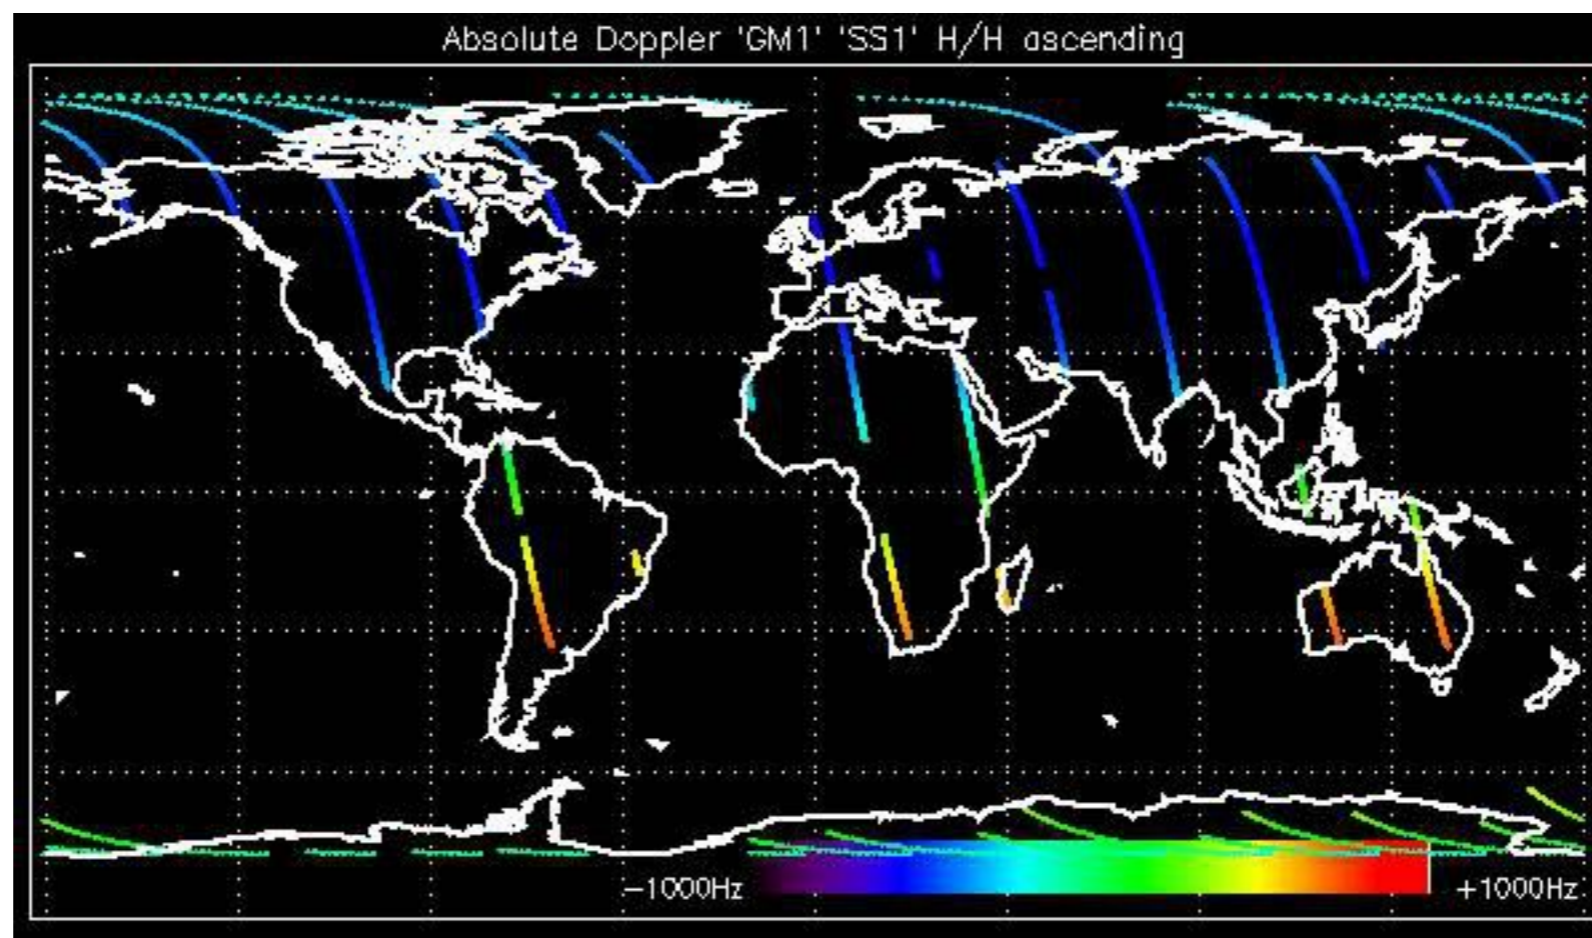 Absolute Doppler 'GM1' 'SS1' H/H ascending
-1000Hz
+1000Hz